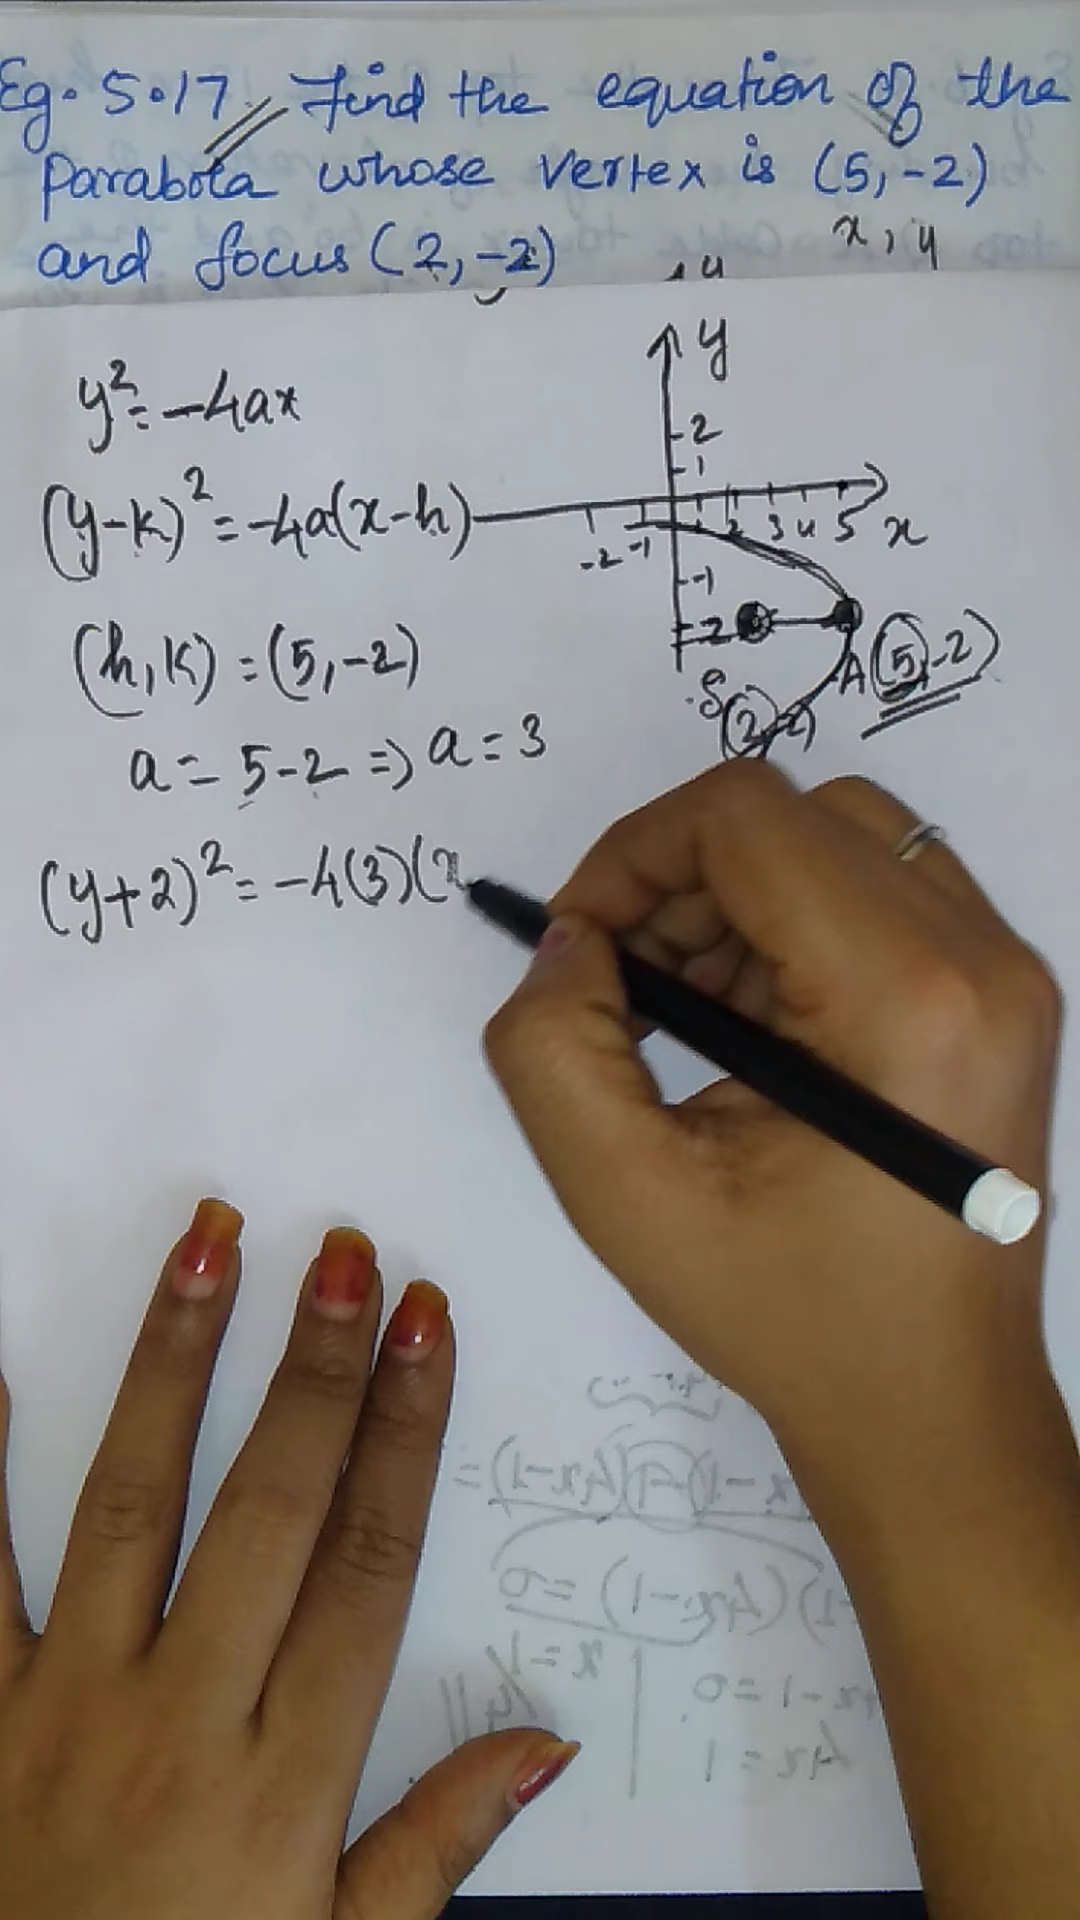 Eg. 5.17 Find the equation of the
Parabola whose vertex is (5,-2)
and focus (2,-2)
x, y
y
y² = -4ax
(y-k)² = -4a(x-h)
(h,k) = (5,-2)
a = 5-2 => a = 3
(y+2)² = -4(3)(x
y
2
1
-2 -1 1 2 3 4 5 x
-1
-2
A(5,-2)
S(2,-2)